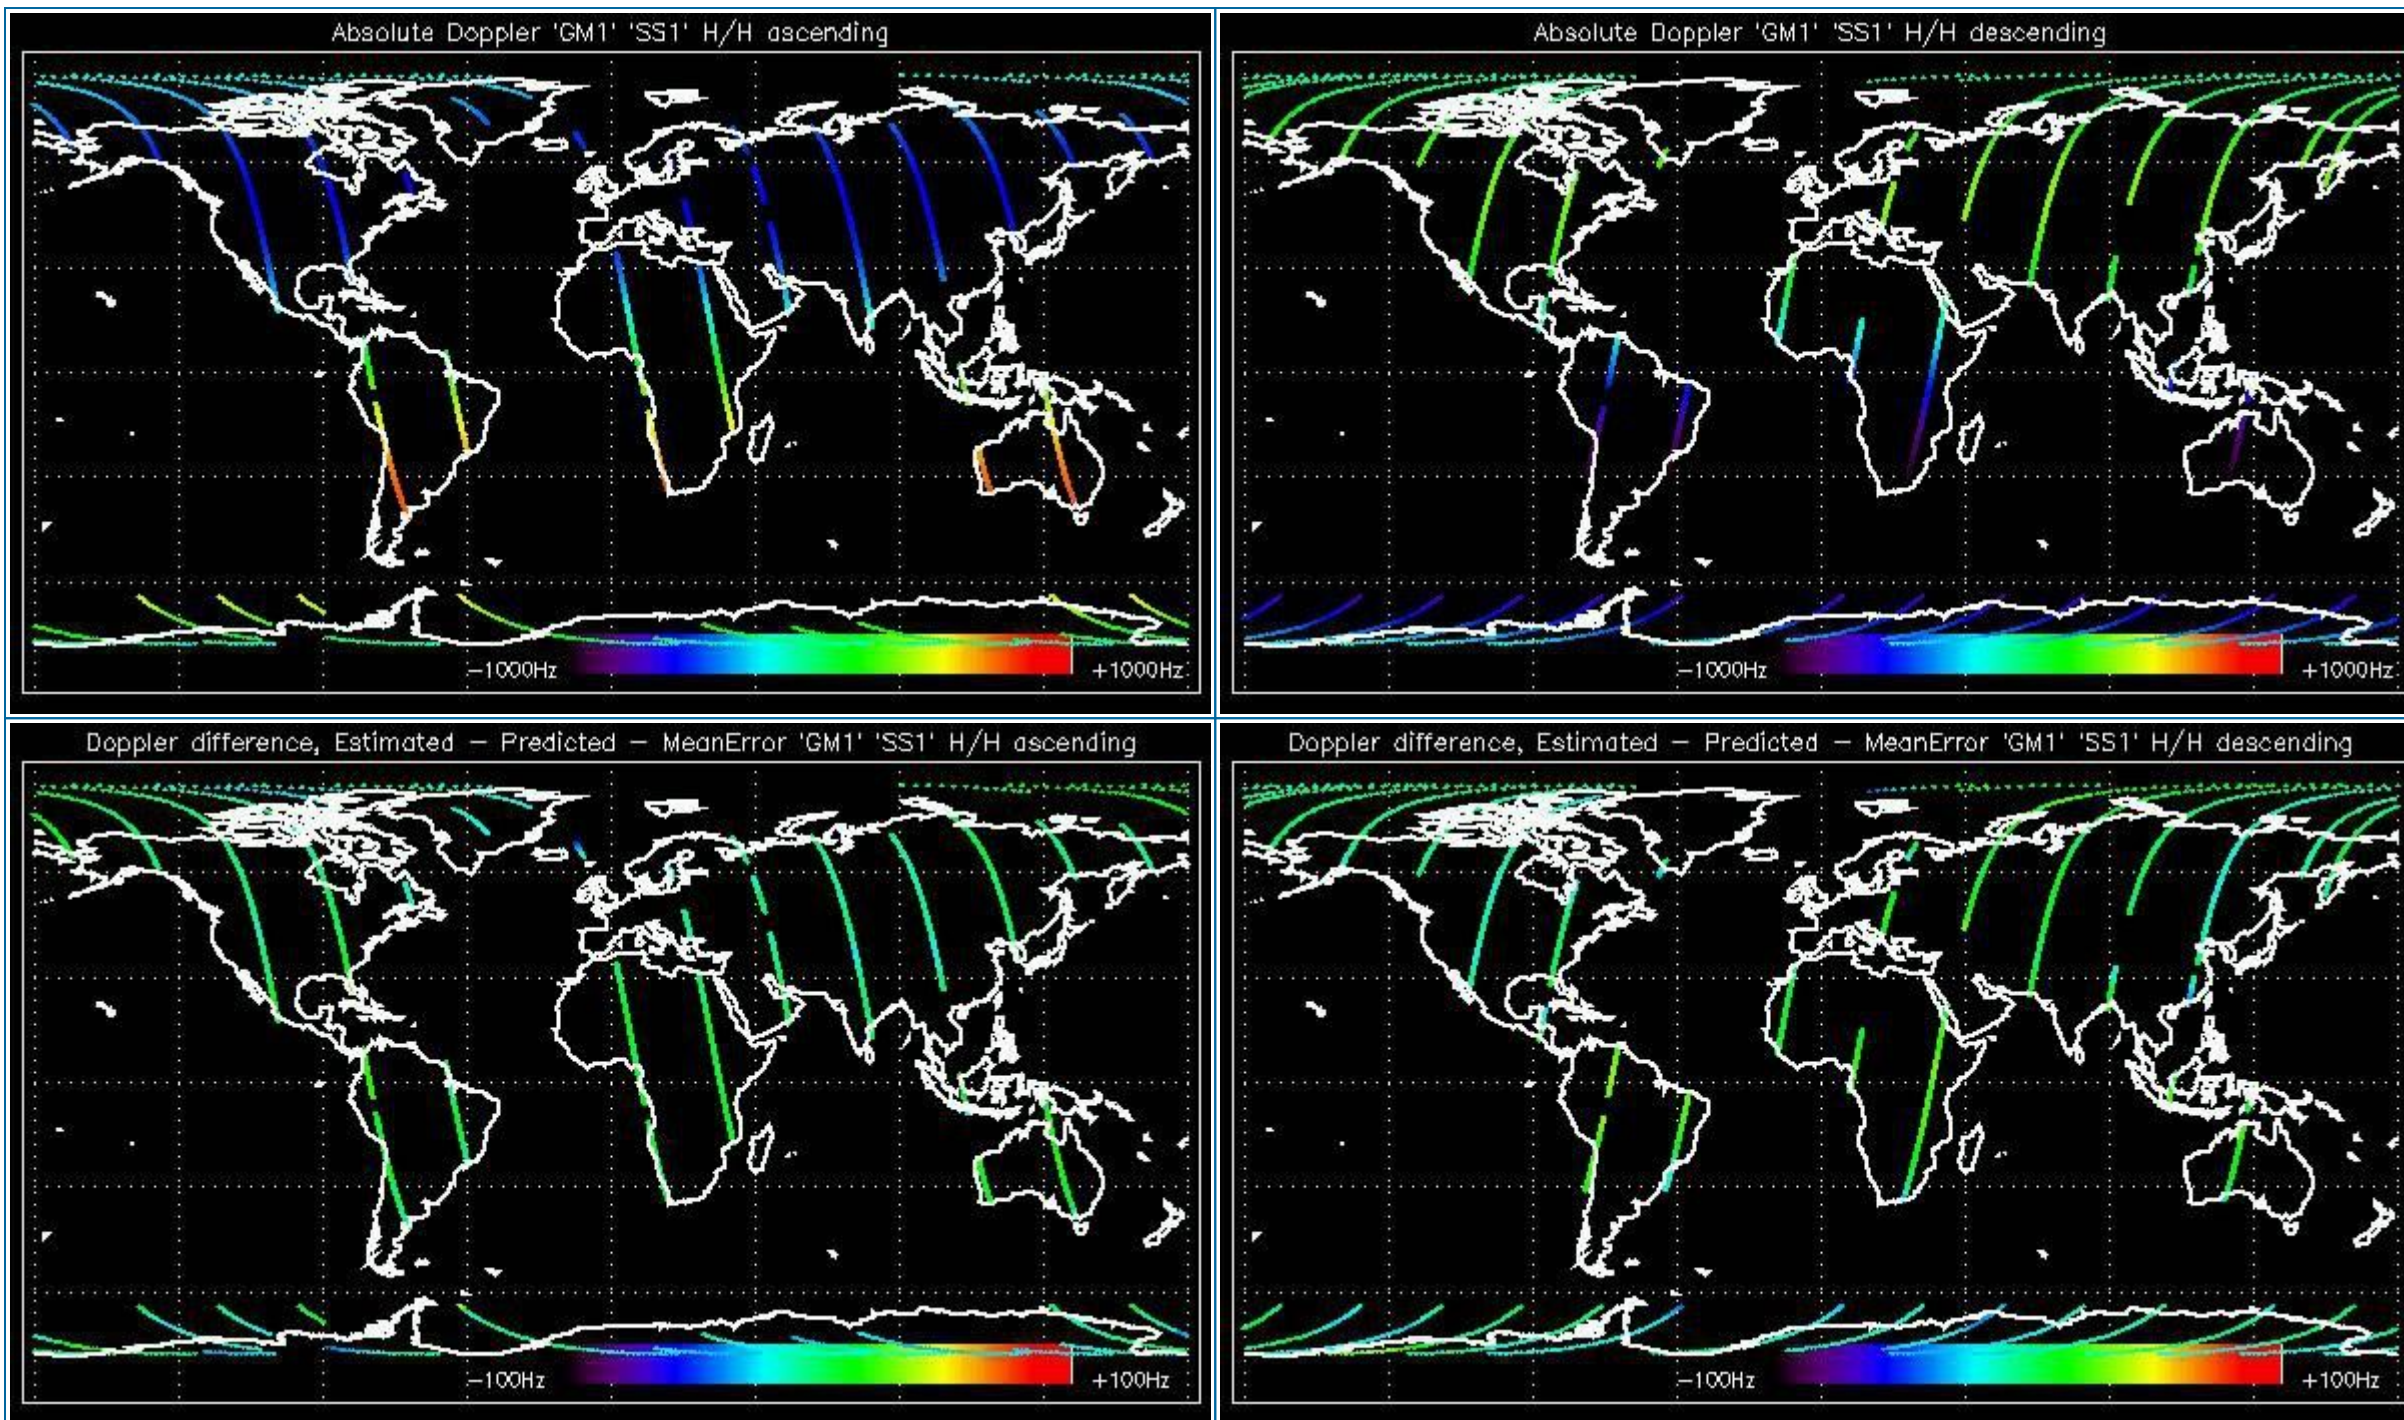 Absolute Doppler 'GM1' 'SS1' H/H ascending
−1000Hz
+1000Hz
Absolute Doppler 'GM1' 'SS1' H/H descending
−1000Hz
+1000Hz
Doppler difference, Estimated − Predicted − MeanError 'GM1' 'SS1' H/H ascending
−100Hz
+100Hz
Doppler difference, Estimated − Predicted − MeanError 'GM1' 'SS1' H/H descending
−100Hz
+100Hz